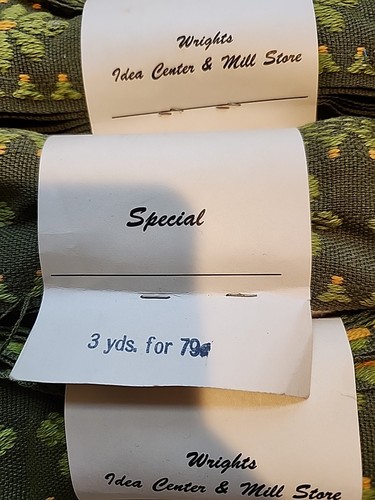 Wrights
Idea Center & Mill Store
Special
3 yds. for 79¢
Wrights
Idea Center & Mill Store